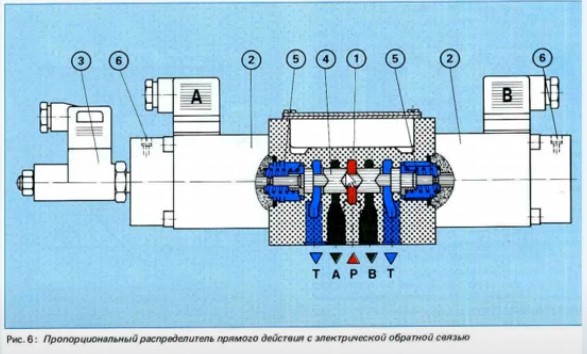 3 6 2 5 4 1 5 2 6
A B
T A P B T
Рис. 6: Пропорциональный распределитель прямого действия с электрической обратной связью